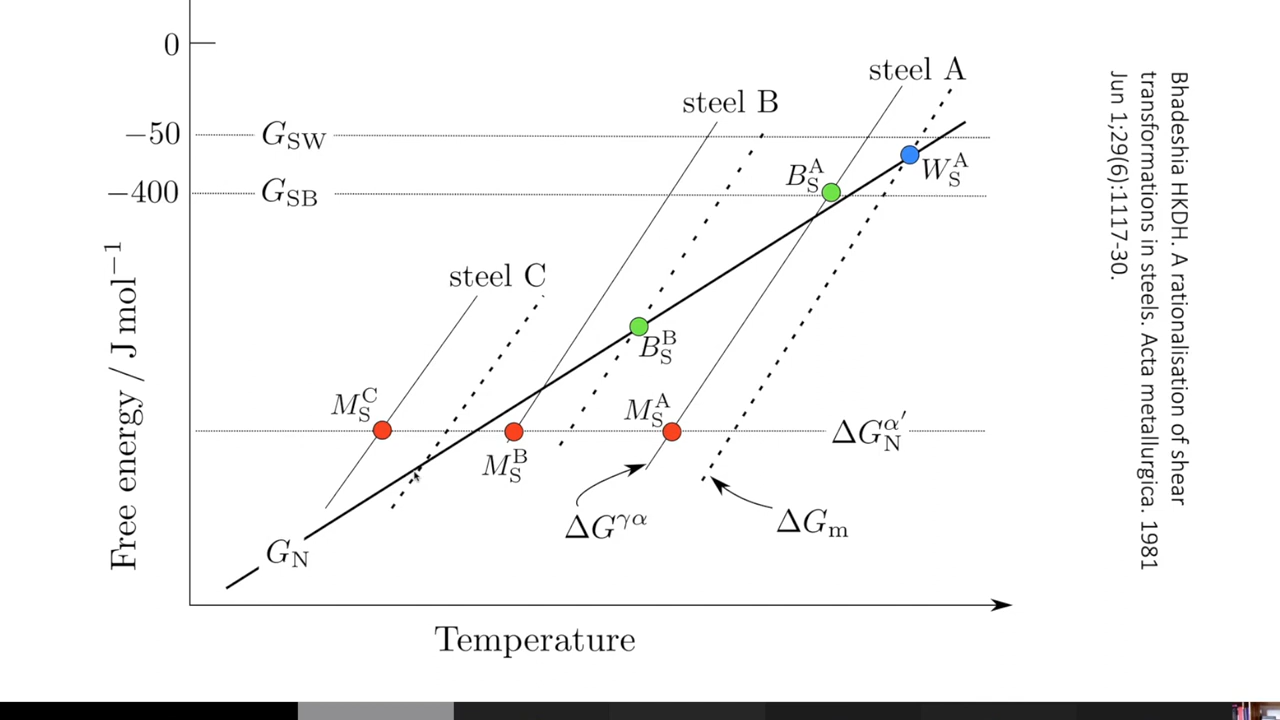 0
steel A
steel B
−50
G_SW
W_S^A
B_S^A
−400
G_SB
steel C
B_S^B
M_S^C
M_S^A
ΔG_N^α′
M_S^B
ΔG^γα
ΔG_m
G_N
Free energy / J mol⁻¹
Temperature
Bhadeshia HKDH. A rationalisation of shear
transformations in steels. Acta metallurgica. 1981
Jun 1;29(6):1117-30.